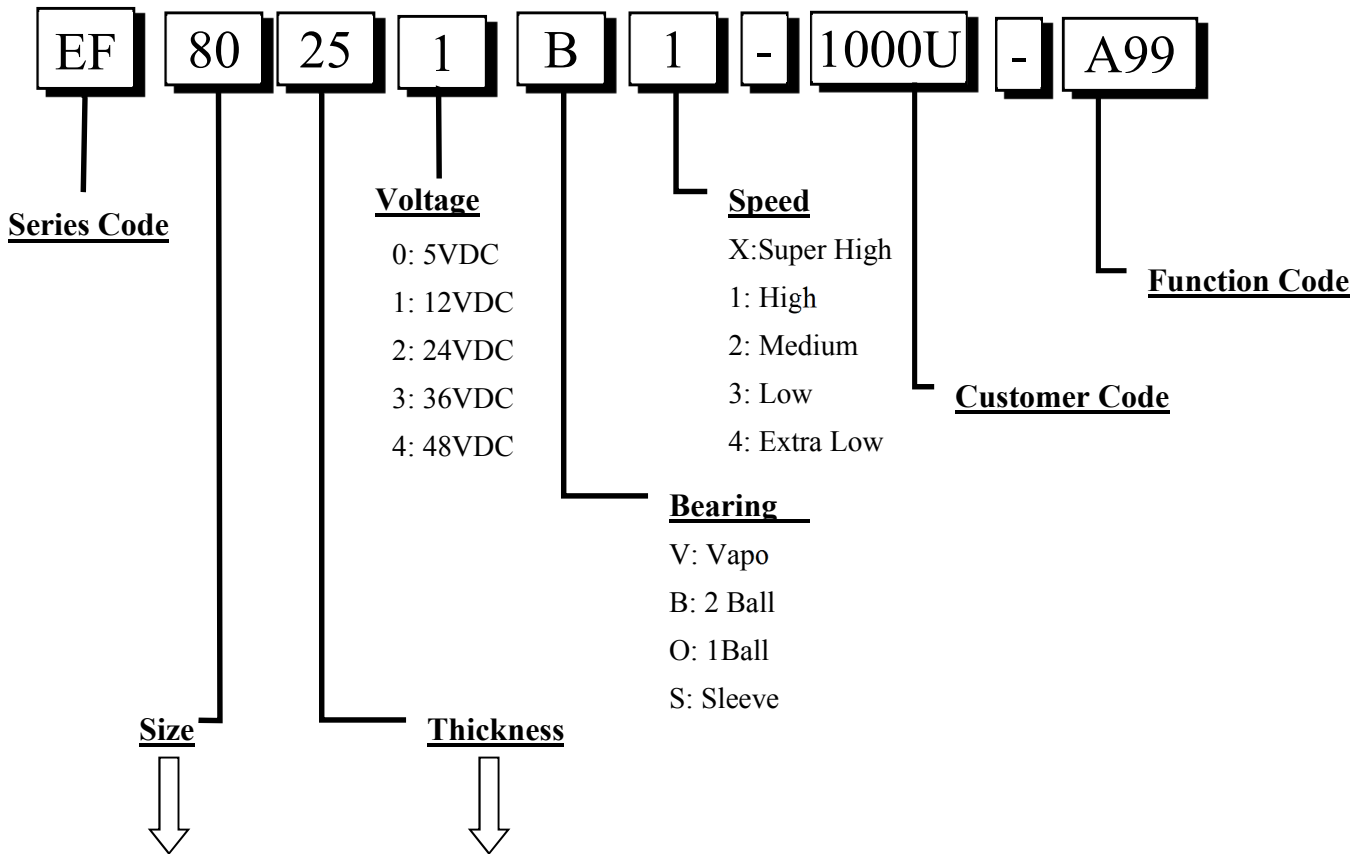 EF 80 25 1 B 1 - 1000U - A99
Series Code
Voltage
0: 5VDC
1: 12VDC
2: 24VDC
3: 36VDC
4: 48VDC
Speed
X:Super High
1: High
2: Medium
3: Low
4: Extra Low
Function Code
Customer Code
Bearing
V: Vapo
B: 2 Ball
O: 1Ball
S: Sleeve
Size
Thickness